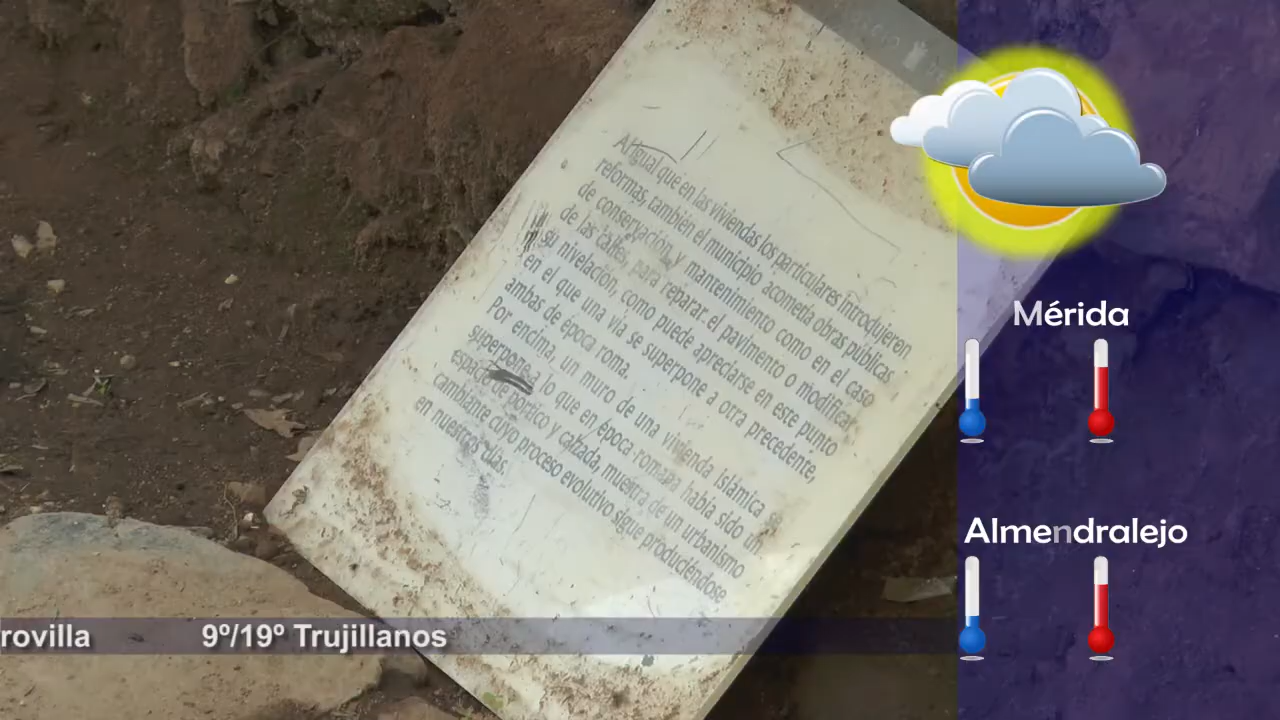 Al igual que en las viviendas los particulares introdujeren
reformas, también el municipio acometía obras públicas
de conservación y mantenimiento como en el caso
de las calles, para reparar el pavimento o modificar
su nivelación, como puede apreciarse en este punto
en el que una vía se superpone a otra precedente,
ambas de época roma.
Por encima, un muro de una vivienda islámica
superpone a lo que en época romana había sido un
espacio de pórtico y calzada, muestra de un urbanismo
cambiante cuyo proceso evolutivo sigue produciéndose
en nuestros días.
Mérida
Almendralejo
rovilla 9º/19º Trujillanos